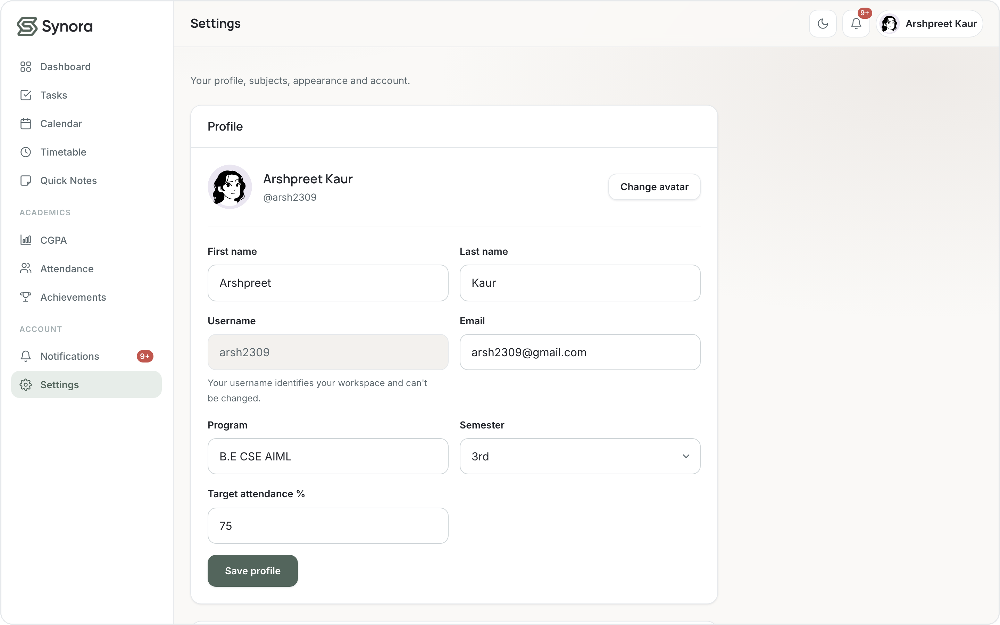 Synora
Dashboard
Tasks
Calendar
Timetable
Quick Notes
ACADEMICS
CGPA
Attendance
Achievements
ACCOUNT
Notifications 9+
Settings
Settings
9+
Arshpreet Kaur
Your profile, subjects, appearance and account.
Profile
Arshpreet Kaur
@arsh2309
Change avatar
First name
Arshpreet
Last name
Kaur
Username
arsh2309
Your username identifies your workspace and can't
be changed.
Email
arsh2309@gmail.com
Program
B.E CSE AIML
Semester
3rd
Target attendance %
75
Save profile